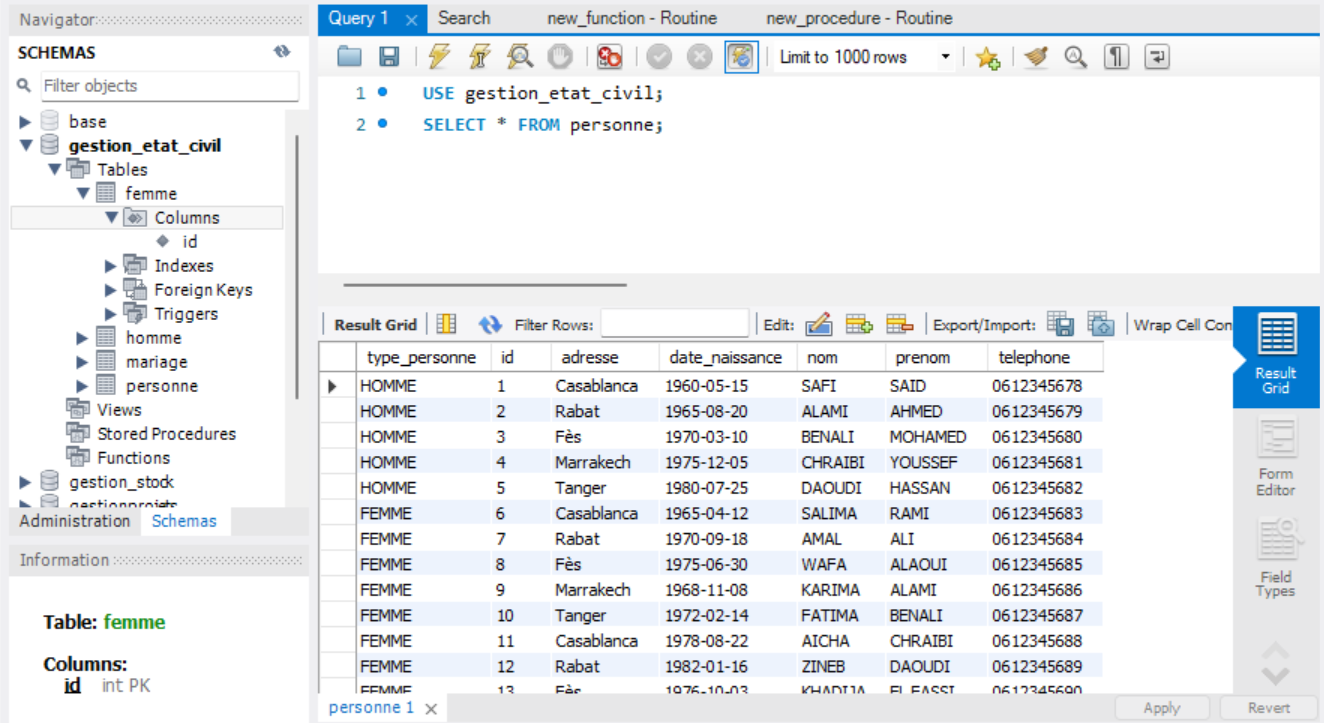 Navigator
SCHEMAS
Filter objects
base
gestion_etat_civil
Tables
femme
Columns
id
Indexes
Foreign Keys
Triggers
homme
mariage
personne
Views
Stored Procedures
Functions
gestion_stock
gestionprojets
Administration Schemas
Information
Table: femme
Columns:
id int PK
Query 1 Search new_function - Routine new_procedure - Routine
Limit to 1000 rows
1 USE gestion_etat_civil;
2 SELECT * FROM personne;
Result Grid Filter Rows: Edit: Export/Import: Wrap Cell Con
type_personne id adresse date_naissance nom prenom telephone
HOMME 1 Casablanca 1960-05-15 SAFI SAID 0612345678
HOMME 2 Rabat 1965-08-20 ALAMI AHMED 0612345679
HOMME 3 Fès 1970-03-10 BENALI MOHAMED 0612345680
HOMME 4 Marrakech 1975-12-05 CHRAIBI YOUSSEF 0612345681
HOMME 5 Tanger 1980-07-25 DAOUDI HASSAN 0612345682
FEMME 6 Casablanca 1965-04-12 SALIMA RAMI 0612345683
FEMME 7 Rabat 1970-09-18 AMAL ALI 0612345684
FEMME 8 Fès 1975-06-30 WAFA ALAOUI 0612345685
FEMME 9 Marrakech 1968-11-08 KARIMA ALAMI 0612345686
FEMME 10 Tanger 1972-02-14 FATIMA BENALI 0612345687
FEMME 11 Casablanca 1978-08-22 AICHA CHRAIBI 0612345688
FEMME 12 Rabat 1982-01-16 ZINEB DAOUDI 0612345689
FEMME 13 Fès 1976-10-03 KHADIJA EL FASSI 0612345690
Result
Grid
Form
Editor
Field
Types
personne 1
Apply Revert